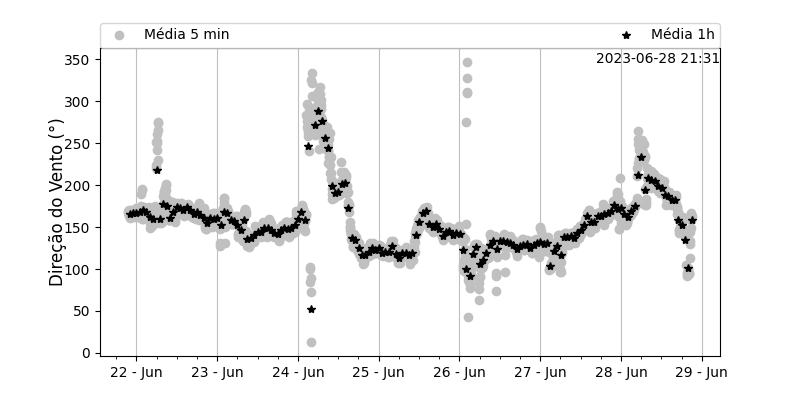 Média 5 min
Média 1h
2023-06-28 21:31
Direção do Vento (°)
350
300
250
200
150
100
50
0
22 - Jun
23 - Jun
24 - Jun
25 - Jun
26 - Jun
27 - Jun
28 - Jun
29 - Jun